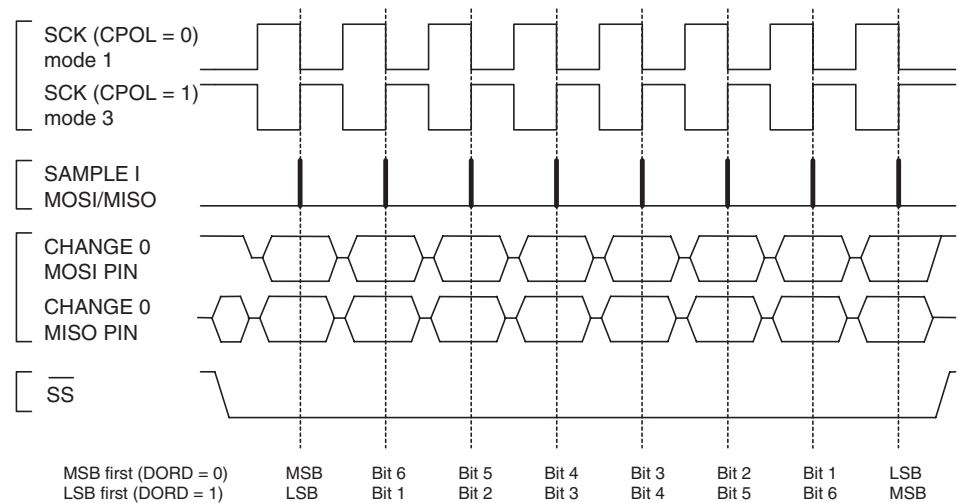 SCK (CPOL = 0)
mode 1
SCK (CPOL = 1)
mode 3
SAMPLE I
MOSI/MISO
CHANGE 0
MOSI PIN
CHANGE 0
MISO PIN
SS
MSB first (DORD = 0) MSB Bit 6 Bit 5 Bit 4 Bit 3 Bit 2 Bit 1 LSB
LSB first (DORD = 1) LSB Bit 1 Bit 2 Bit 3 Bit 4 Bit 5 Bit 6 MSB